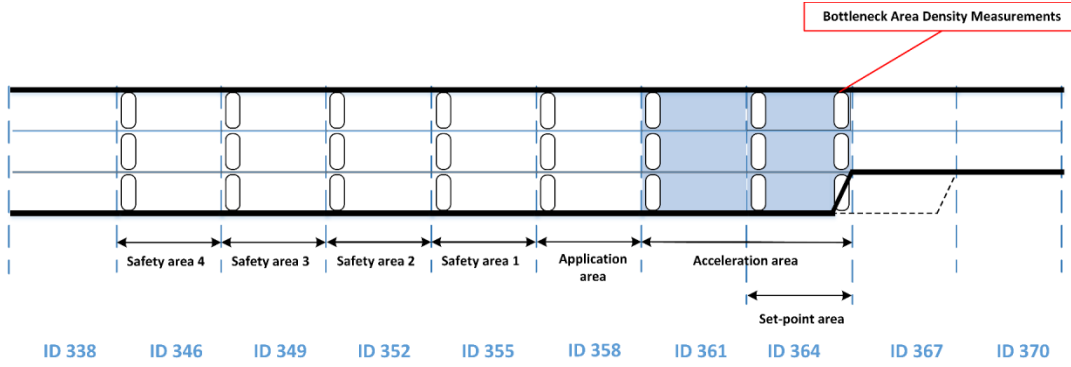 Bottleneck Area Density Measurements
Safety area 4
Safety area 3
Safety area 2
Safety area 1
Application
area
Acceleration area
Set-point area
ID 338
ID 346
ID 349
ID 352
ID 355
ID 358
ID 361
ID 364
ID 367
ID 370